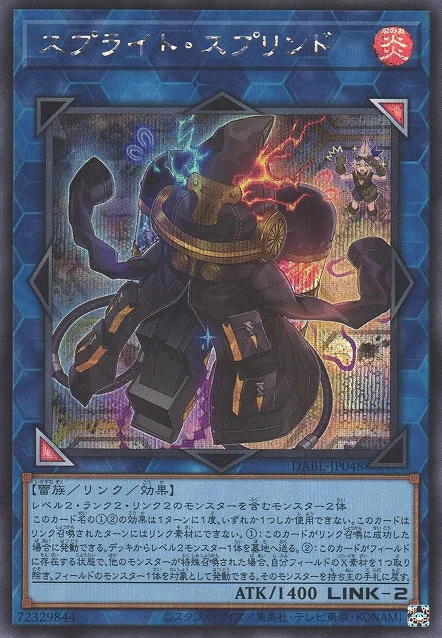 スプライト・スプリンド
炎
DABL-JP048
【雷族／リンク／効果】
レベル２・ランク２・リンク２のモンスターを含むモンスター２体
このカード名の①②の効果は１ターンに１度、いずれか１つしか使用できない。このカードは
リンク召喚されたターンにはリンク素材にできない。①：このカードがリンク召喚に成功した
場合に発動できる。デッキからレベル２モンスター１体を墓地へ送る。②：このカードがフィールド
に存在する状態で、他のモンスターが特殊召喚された場合、自分フィールドのX素材を１つ取り
除き、フィールドのモンスター１体を対象として発動できる。そのモンスターを持ち主の手札に戻す。
ATK/1400 LINK-2
72329844
©スタジオ・ダイス／集英社・テレビ東京・KONAMI